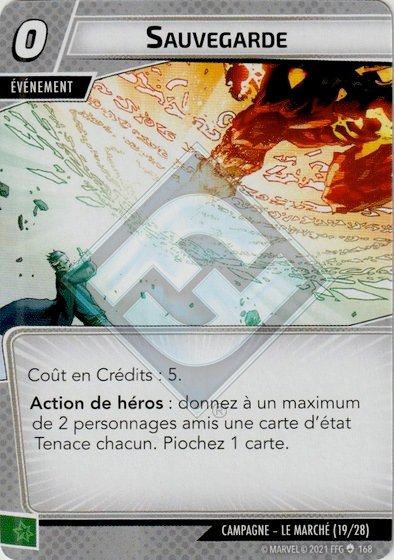 0
SAUVEGARDE
ÉVÉNEMENT
Coût en Crédits : 5.
Action de héros : donnez à un maximum
de 2 personnages amis une carte d'état
Tenace chacun. Piochez 1 carte.
CAMPAGNE – LE MARCHÉ (19/28)
© MARVEL © 2021 FFG 168